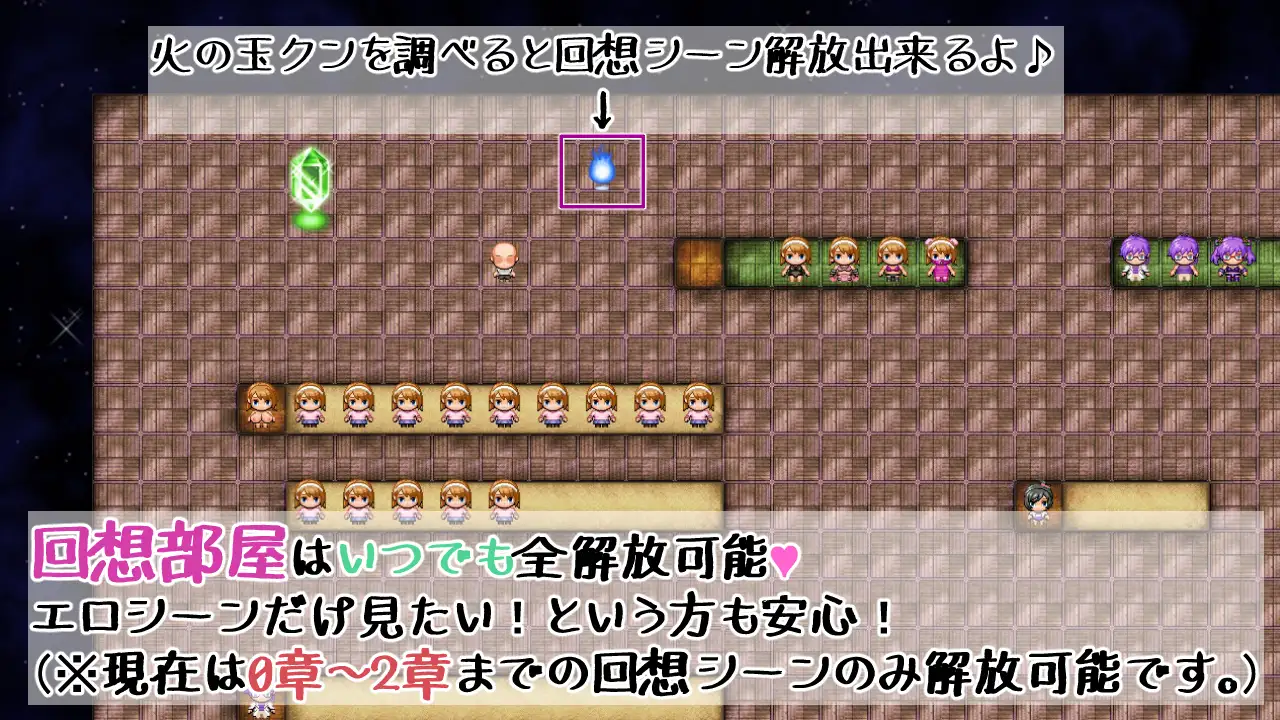 火の玉クンを調べると回想シーン解放出来るよ♪
↓
回想部屋はいつでも全解放可能♥
エロシーンだけ見たい！という方も安心！
(※現在は0章～2章までの回想シーンのみ解放可能です。)